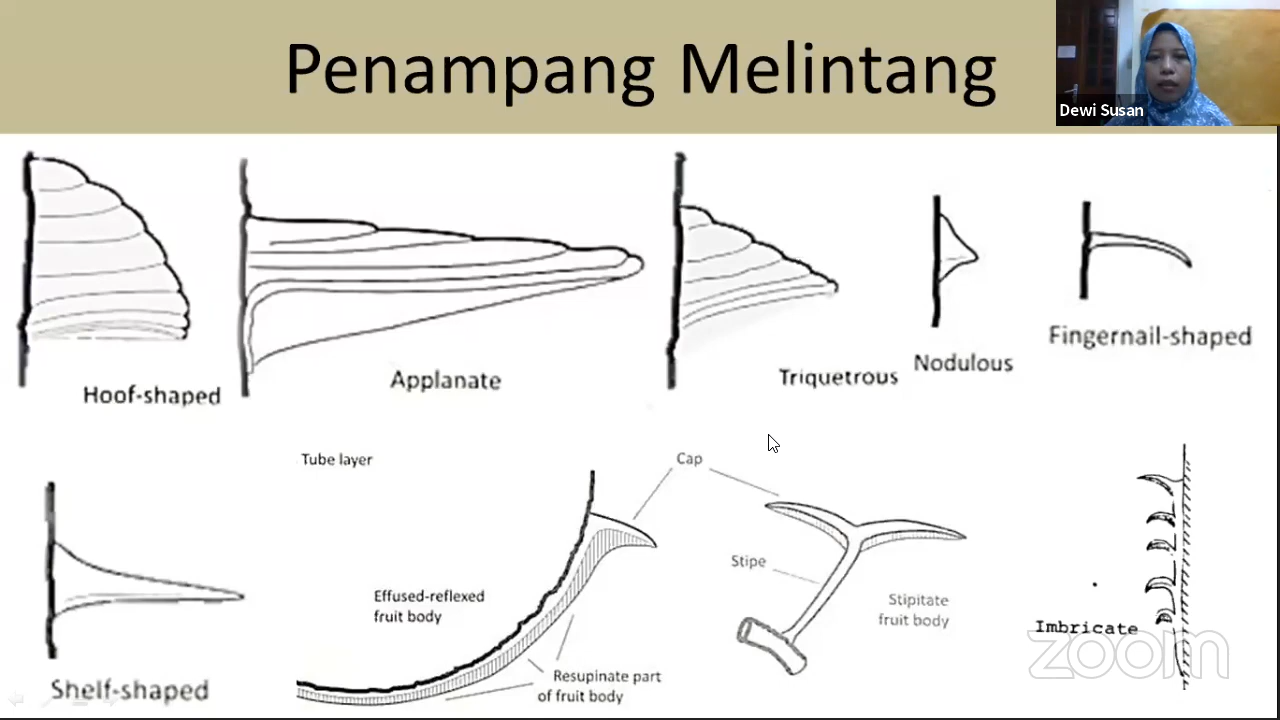 Penampang Melintang
Dewi Susan
Hoof-shaped
Applanate
Triquetrous
Nodulous
Fingernail-shaped
Tube layer
Cap
Effused-reflexed
fruit body
Stipe
Stipitate
fruit body
Imbricate
zoom
Shelf-shaped
Resupinate part
of fruit body